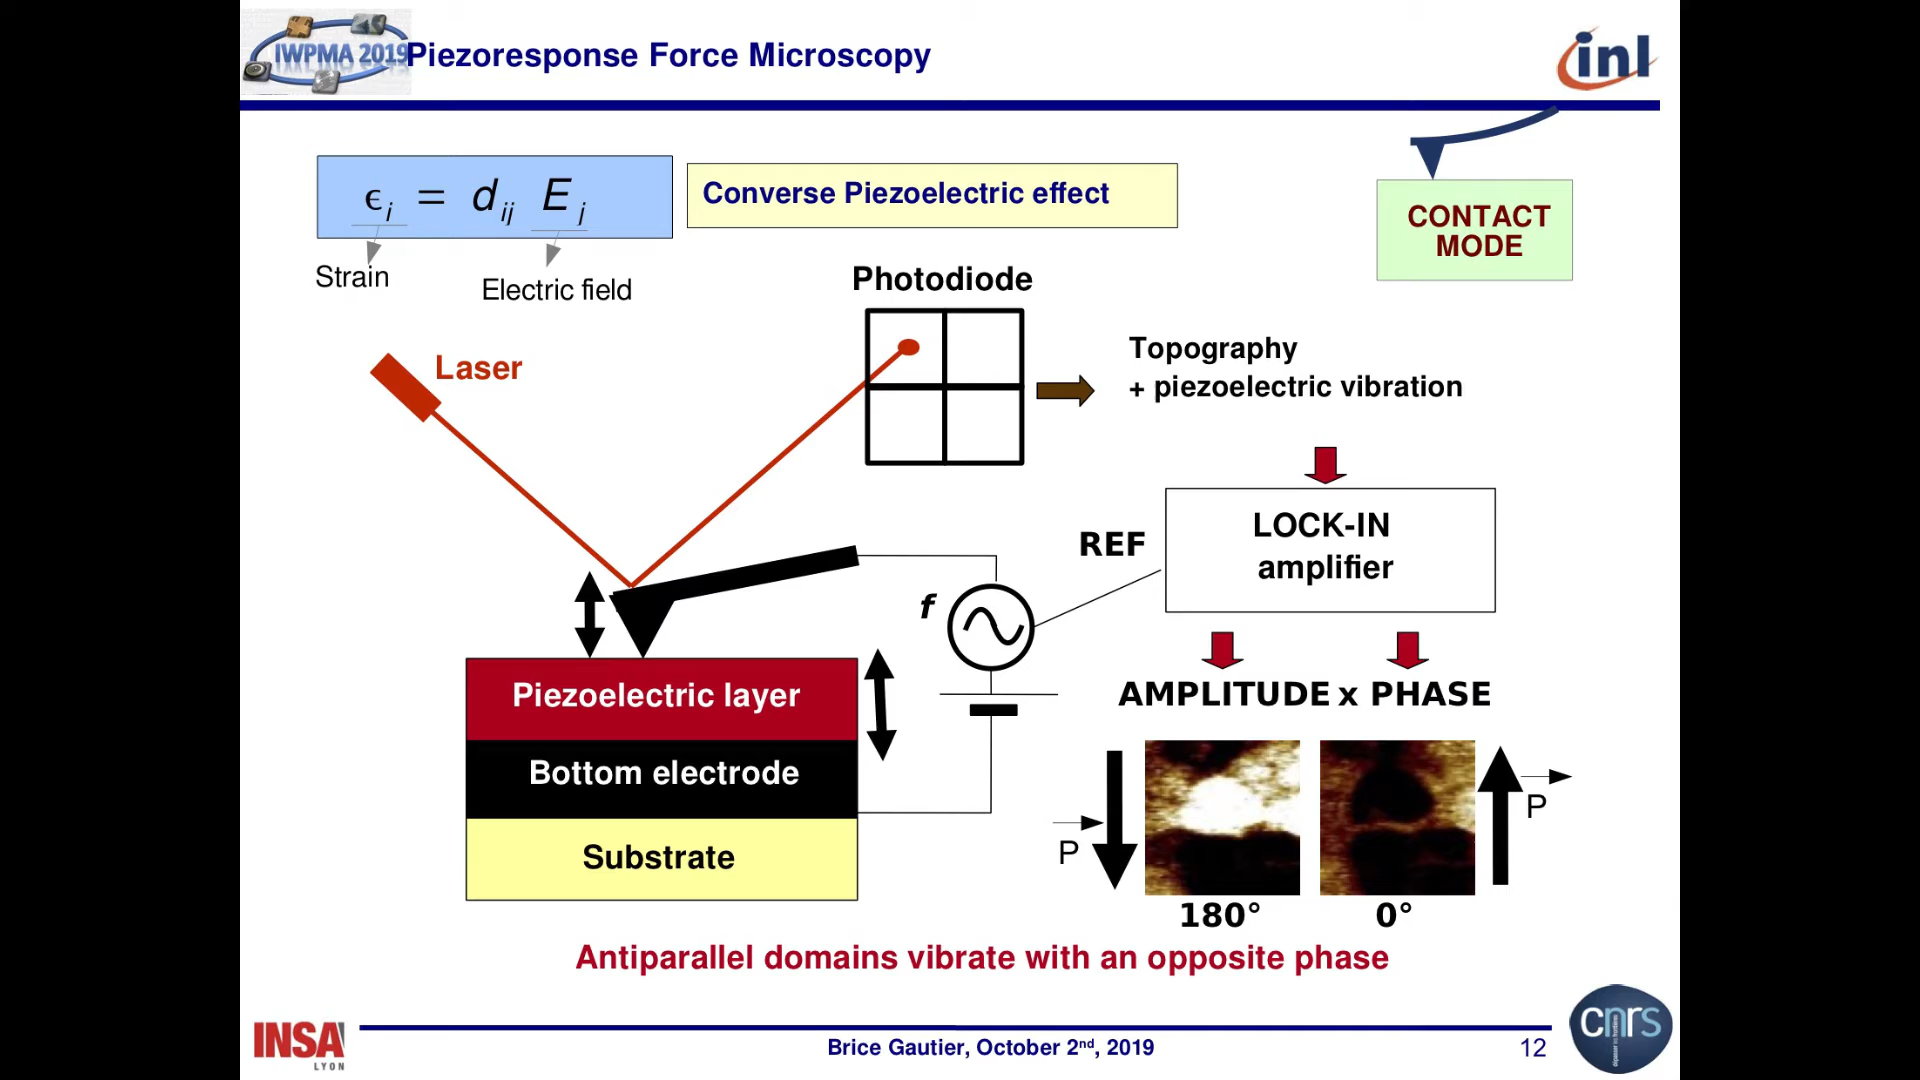 IWPMA 2019
Piezoresponse Force Microscopy
inl
ϵi = dij Ej
Converse Piezoelectric effect
CONTACT
MODE
Strain
Electric field
Photodiode
Laser
Topography
+ piezoelectric vibration
REF
LOCK-IN
amplifier
f
AMPLITUDE x PHASE
Piezoelectric layer
Bottom electrode
Substrate
P
P
180°
0°
Antiparallel domains vibrate with an opposite phase
INSA
LYON
Brice Gautier, October 2nd, 2019
12
cnrs